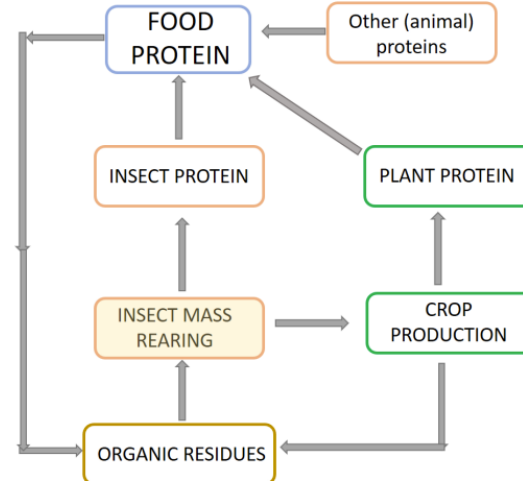 FOOD
PROTEIN
Other (animal)
proteins
INSECT PROTEIN
PLANT PROTEIN
INSECT MASS
REARING
CROP
PRODUCTION
ORGANIC RESIDUES